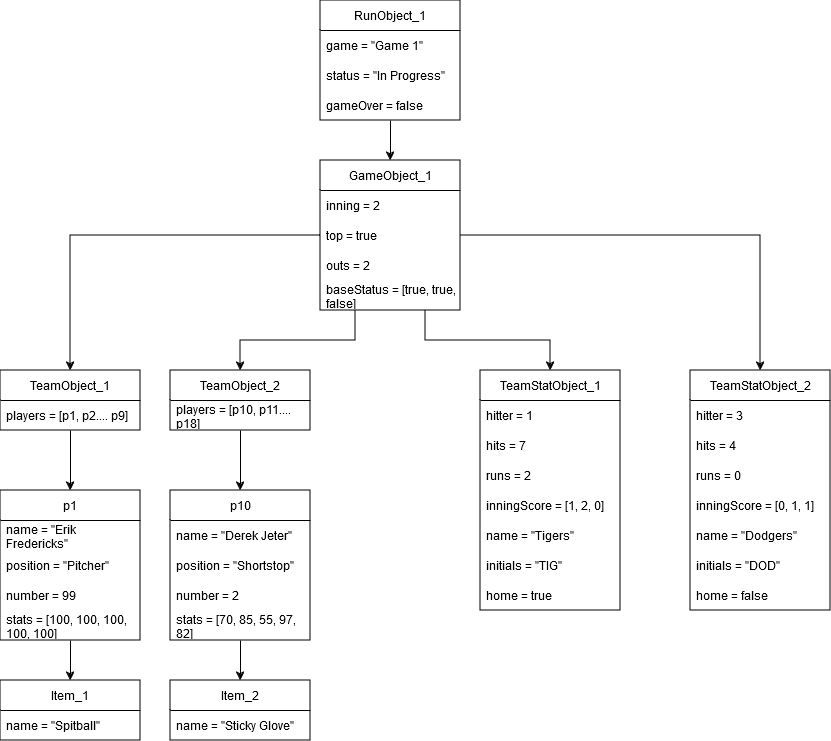 RunObject_1
game = "Game 1"
status = "In Progress"
gameOver = false
GameObject_1
inning = 2
top = true
outs = 2
baseStatus = [true, true,
false]
TeamObject_1
players = [p1, p2.... p9]
TeamObject_2
players = [p10, p11....
p18]
TeamStatObject_1
hitter = 1
hits = 7
runs = 2
inningScore = [1, 2, 0]
name = "Tigers"
initials = "TIG"
home = true
TeamStatObject_2
hitter = 3
hits = 4
runs = 0
inningScore = [0, 1, 1]
name = "Dodgers"
initials = "DOD"
home = false
p1
name = "Erik
Fredericks"
position = "Pitcher"
number = 99
stats = [100, 100, 100,
100, 100]
p10
name = "Derek Jeter"
position = "Shortstop"
number = 2
stats = [70, 85, 55, 97,
82]
Item_1
name = "Spitball"
Item_2
name = "Sticky Glove"